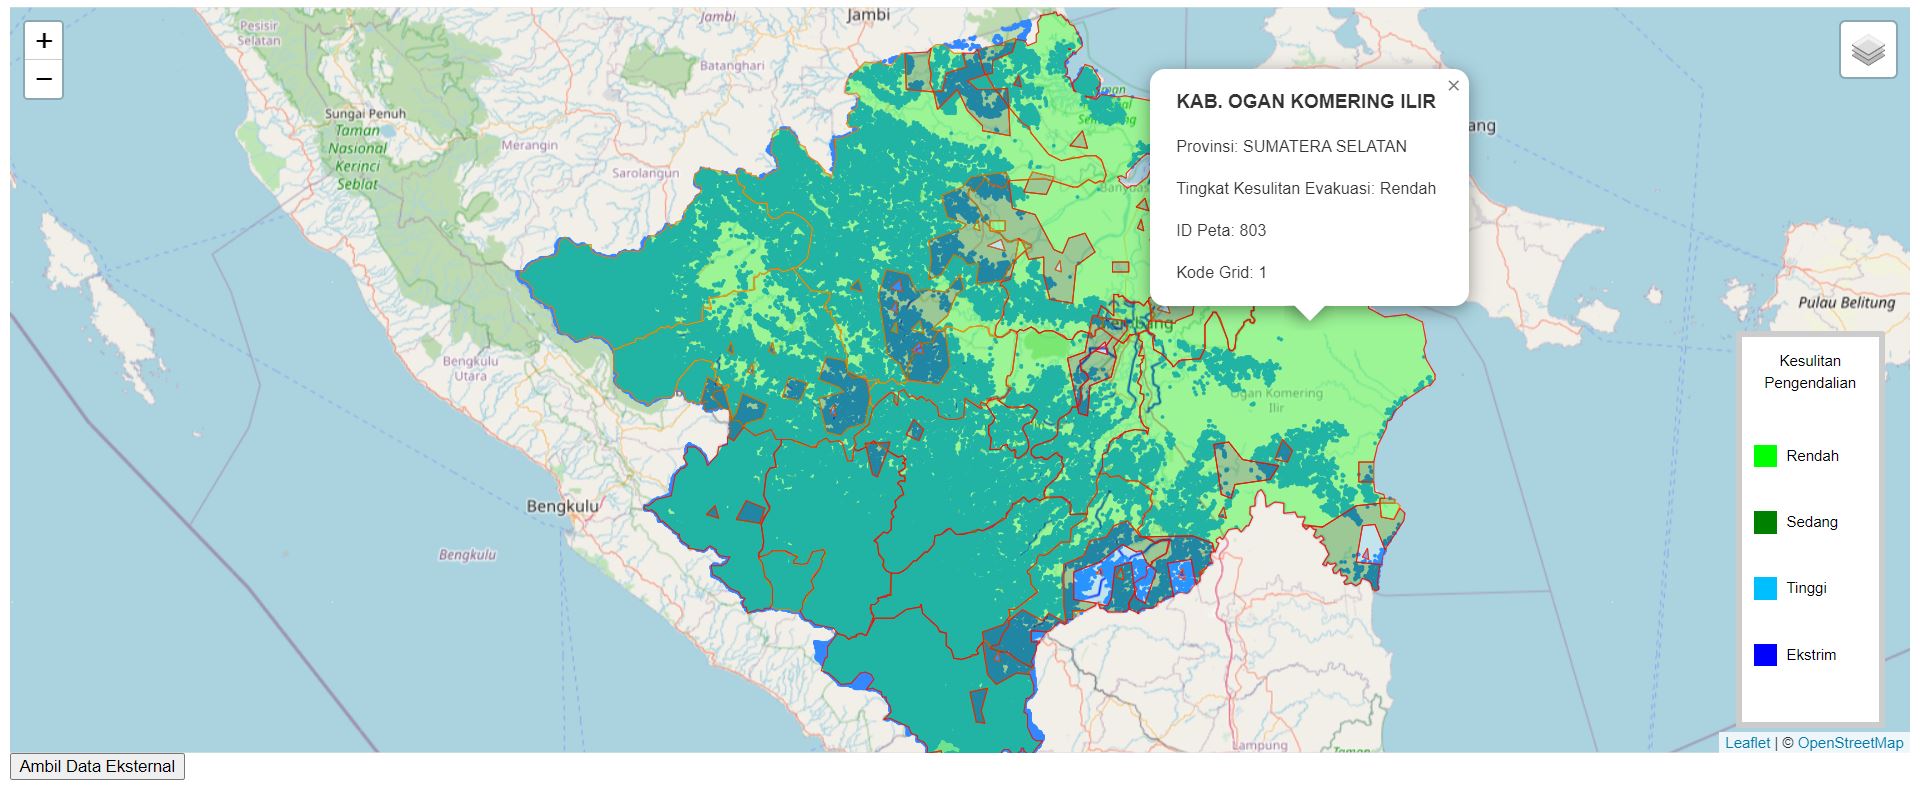 +
−
Pesisir
Selatan
Jambi
Jambi
Batanghari
Sungai Penuh
Taman
Nasional
Kerinci
Seblat
Merangin
Sarolangun
Bengkulu
Utara
Bengkulu
Bengkulu
×
KAB. OGAN KOMERING ILIR
Provinsi: SUMATERA SELATAN
Tingkat Kesulitan Evakuasi: Rendah
ID Peta: 803
Kode Grid: 1
Ogan Komering
Ilir
Pulau Belitung
Lampung
Kesulitan
Pengendalian
Rendah
Sedang
Tinggi
Ekstrim
Leaflet | © OpenStreetMap
Ambil Data Eksternal